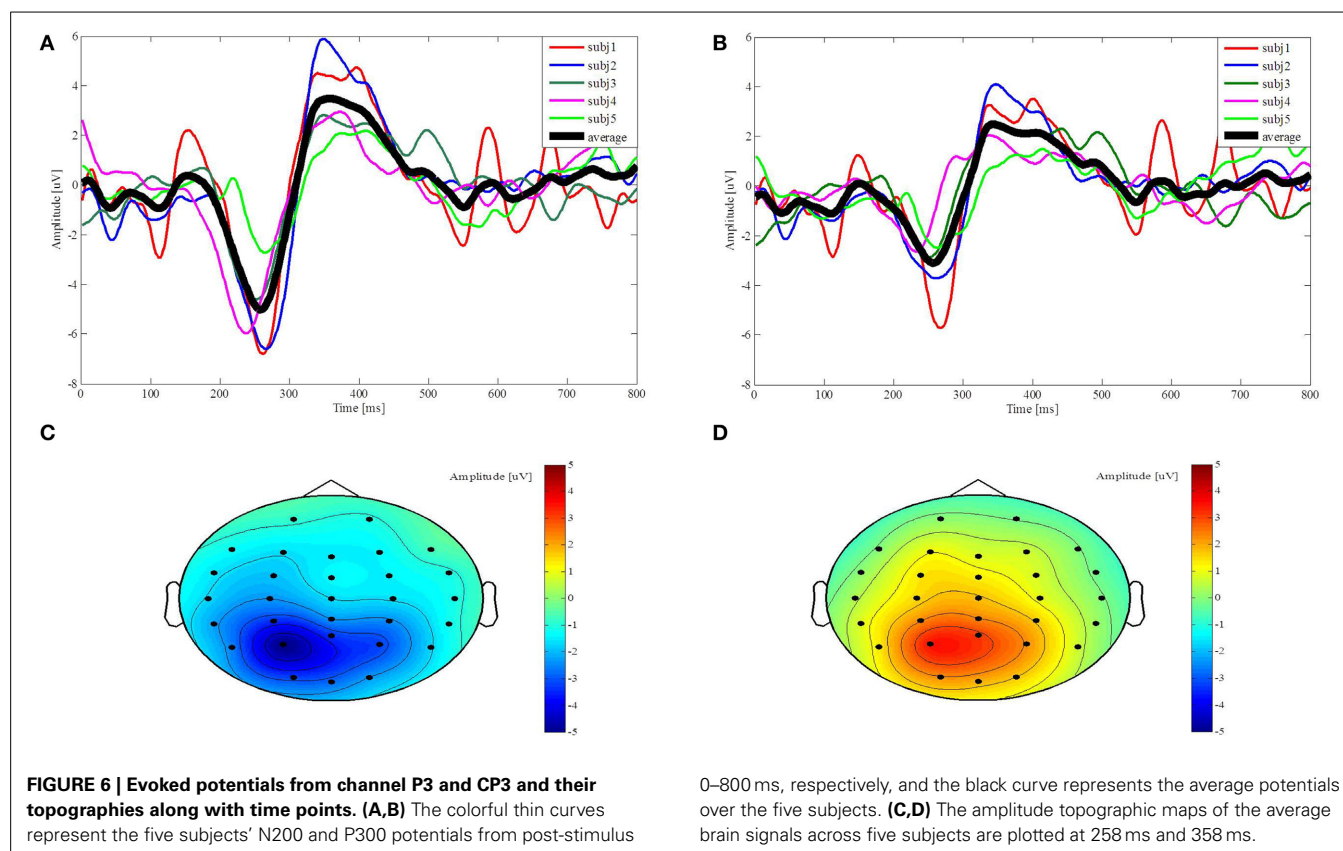 A
6
4
2
0
-2
-4
-6
-8
Amplitude [uV]
0 100 200 300 400 500 600 700 800
Time [ms]
subj1
subj2
subj3
subj4
subj5
average
B
6
4
2
0
-2
-4
-6
-8
Amplitude [uV]
0 100 200 300 400 500 600 700 800
Time [ms]
subj1
subj2
subj3
subj4
subj5
average
C
Amplitude [uV]
5
4
3
2
1
0
-1
-2
-3
-4
-5
D
Amplitude [uV]
5
4
3
2
1
0
-1
-2
-3
-4
-5
FIGURE 6 | Evoked potentials from channel P3 and CP3 and their
topographies along with time points. (A,B) The colorful thin curves
represent the five subjects' N200 and P300 potentials from post-stimulus
0–800 ms, respectively, and the black curve represents the average potentials
over the five subjects. (C,D) The amplitude topographic maps of the average
brain signals across five subjects are plotted at 258 ms and 358 ms.